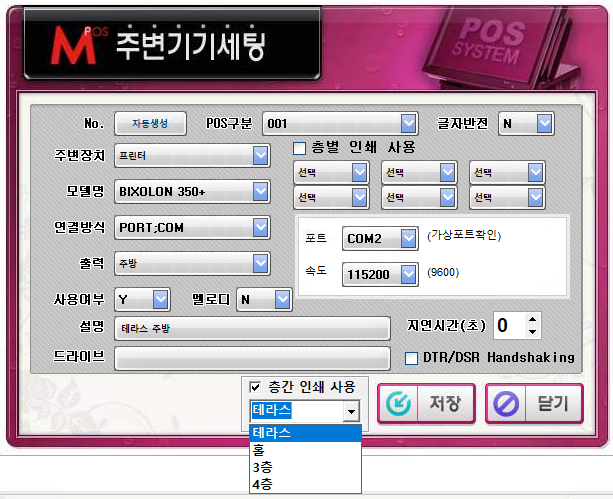 MPOS 주변기기세팅
POS
SYSTEM
No. 자동생성 POS구분 001 글자반전 N
주변장치 프린터 층별 인쇄 사용
선택 선택 선택
모델명 BIXOLON 350+ 선택 선택 선택
연결방식 PORT;COM 포트 COM2 (가상포트확인)
출력 주방 속도 115200 (9600)
사용여부 Y 멜로디 N
설명 테라스 주방 지연시간(초) 0
드라이브 DTR/DSR Handshaking
층간 인쇄 사용
테라스 저장 닫기
테라스
홀
3층
4층